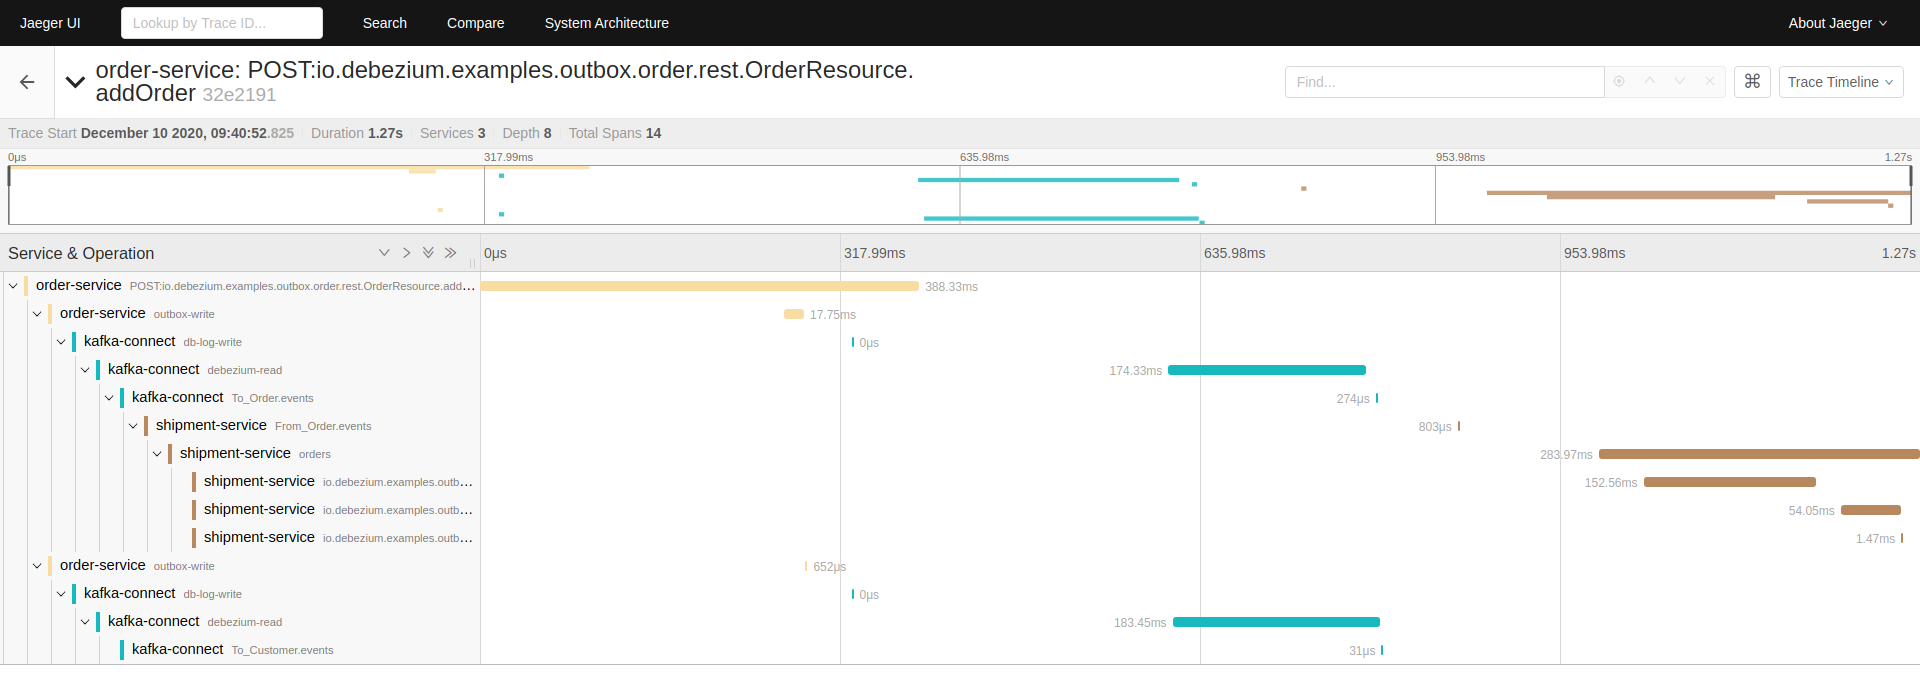 Jaeger UI Lookup by Trace ID... Search Compare System Architecture About Jaeger
order-service: POST:io.debezium.examples.outbox.order.rest.OrderResource.
addOrder 32e2191
Find... ⌘ Trace Timeline
Trace Start December 10 2020, 09:40:52.825 Duration 1.27s Services 3 Depth 8 Total Spans 14
0μs 317.99ms 635.98ms 953.98ms 1.27s
Service & Operation 0μs 317.99ms 635.98ms 953.98ms 1.27s
order-service POST:io.debezium.examples.outbox.order.rest.OrderResource.add... 388.33ms
order-service outbox-write 17.75ms
kafka-connect db-log-write 0μs
kafka-connect debezium-read 174.33ms
kafka-connect To_Order.events 274μs
shipment-service From_Order.events 803μs
shipment-service orders 283.97ms
shipment-service io.debezium.examples.outb... 152.56ms
shipment-service io.debezium.examples.outb... 54.05ms
shipment-service io.debezium.examples.outb... 1.47ms
order-service outbox-write 652μs
kafka-connect db-log-write 0μs
kafka-connect debezium-read 183.45ms
kafka-connect To_Customer.events 31μs